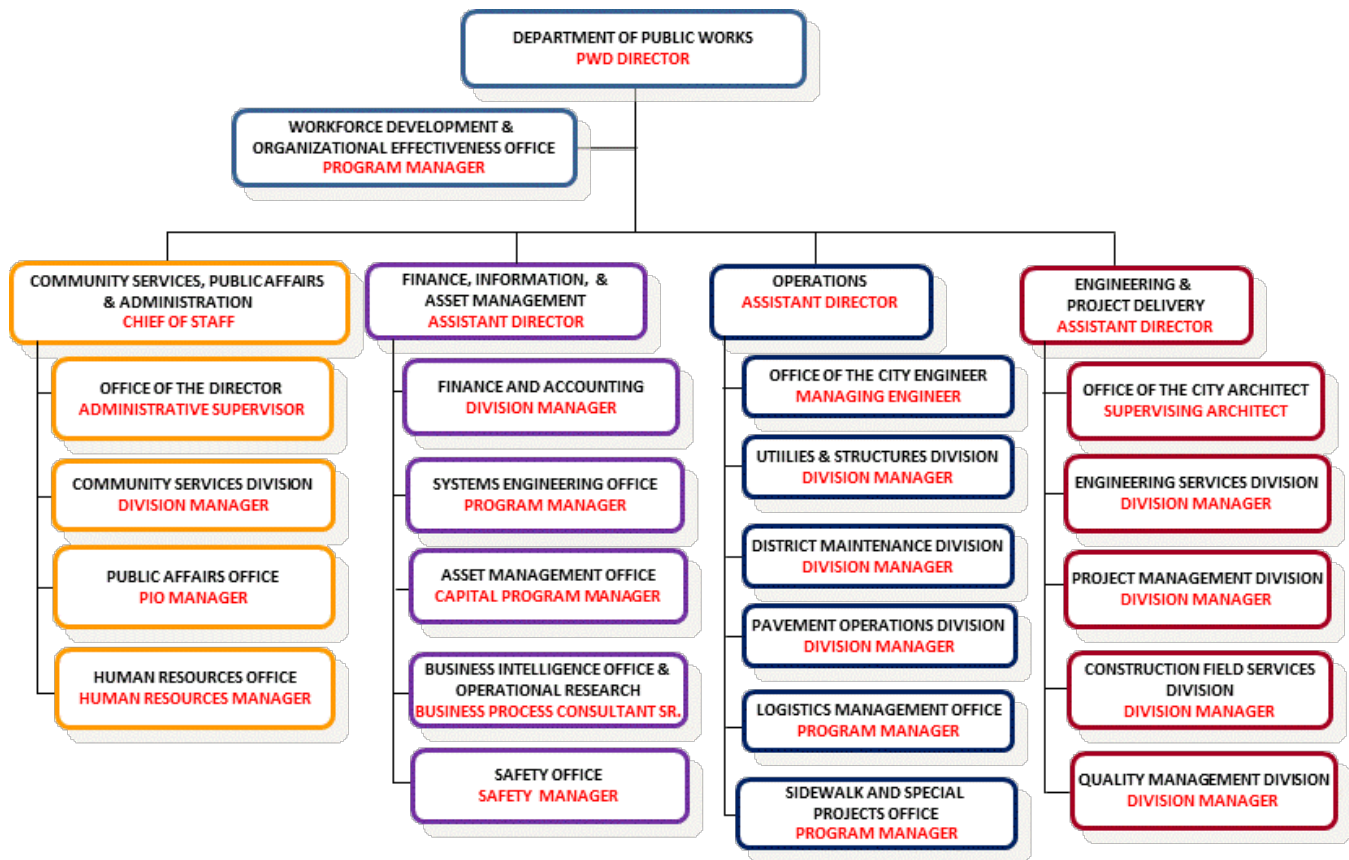 DEPARTMENT OF PUBLIC WORKS
PWD DIRECTOR
WORKFORCE DEVELOPMENT &
ORGANIZATIONAL EFFECTIVENESS OFFICE
PROGRAM MANAGER
COMMUNITY SERVICES, PUBLIC AFFAIRS
& ADMINISTRATION
CHIEF OF STAFF
OFFICE OF THE DIRECTOR
ADMINISTRATIVE SUPERVISOR
COMMUNITY SERVICES DIVISION
DIVISION MANAGER
PUBLIC AFFAIRS OFFICE
PIO MANAGER
HUMAN RESOURCES OFFICE
HUMAN RESOURCES MANAGER
FINANCE, INFORMATION, &
ASSET MANAGEMENT
ASSISTANT DIRECTOR
FINANCE AND ACCOUNTING
DIVISION MANAGER
SYSTEMS ENGINEERING OFFICE
PROGRAM MANAGER
ASSET MANAGEMENT OFFICE
CAPITAL PROGRAM MANAGER
BUSINESS INTELLIGENCE OFFICE &
OPERATIONAL RESEARCH
BUSINESS PROCESS CONSULTANT SR.
SAFETY OFFICE
SAFETY MANAGER
OPERATIONS
ASSISTANT DIRECTOR
OFFICE OF THE CITY ENGINEER
MANAGING ENGINEER
UTIILIES & STRUCTURES DIVISION
DIVISION MANAGER
DISTRICT MAINTENANCE DIVISION
DIVISION MANAGER
PAVEMENT OPERATIONS DIVISION
DIVISION MANAGER
LOGISTICS MANAGEMENT OFFICE
PROGRAM MANAGER
SIDEWALK AND SPECIAL
PROJECTS OFFICE
PROGRAM MANAGER
ENGINEERING &
PROJECT DELIVERY
ASSISTANT DIRECTOR
OFFICE OF THE CITY ARCHITECT
SUPERVISING ARCHITECT
ENGINEERING SERVICES DIVISION
DIVISION MANAGER
PROJECT MANAGEMENT DIVISION
DIVISION MANAGER
CONSTRUCTION FIELD SERVICES
DIVISION
DIVISION MANAGER
QUALITY MANAGEMENT DIVISION
DIVISION MANAGER